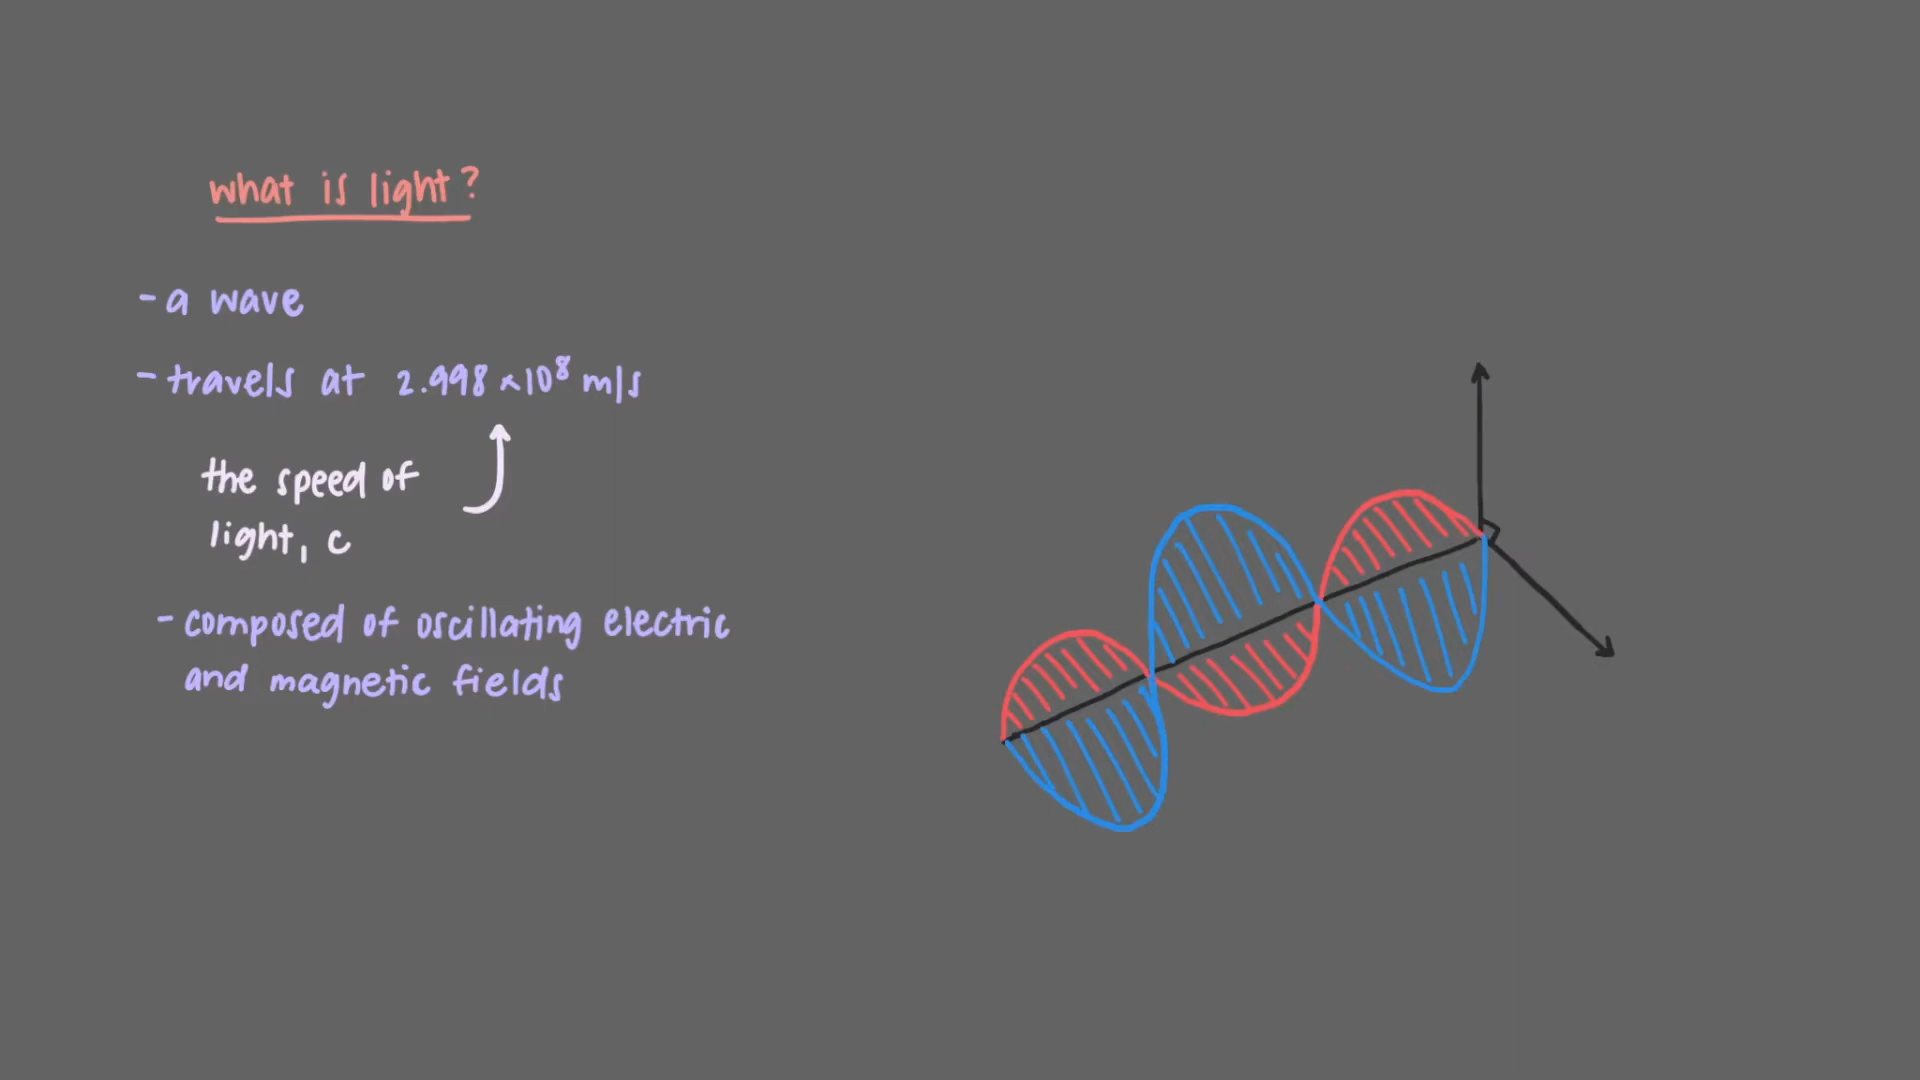 what is light?
- a wave
- travels at 2.998 ×10⁸ m/s
the speed of
light, c
- composed of oscillating electric
and magnetic fields